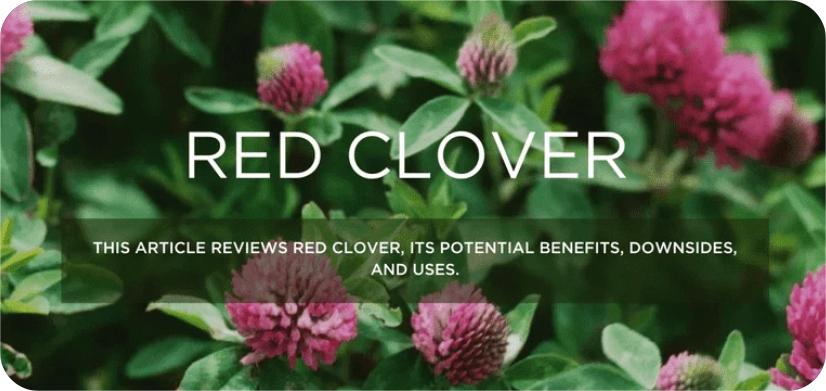 RED CLOVER
THIS ARTICLE REVIEWS RED CLOVER, ITS POTENTIAL BENEFITS, DOWNSIDES,
AND USES.